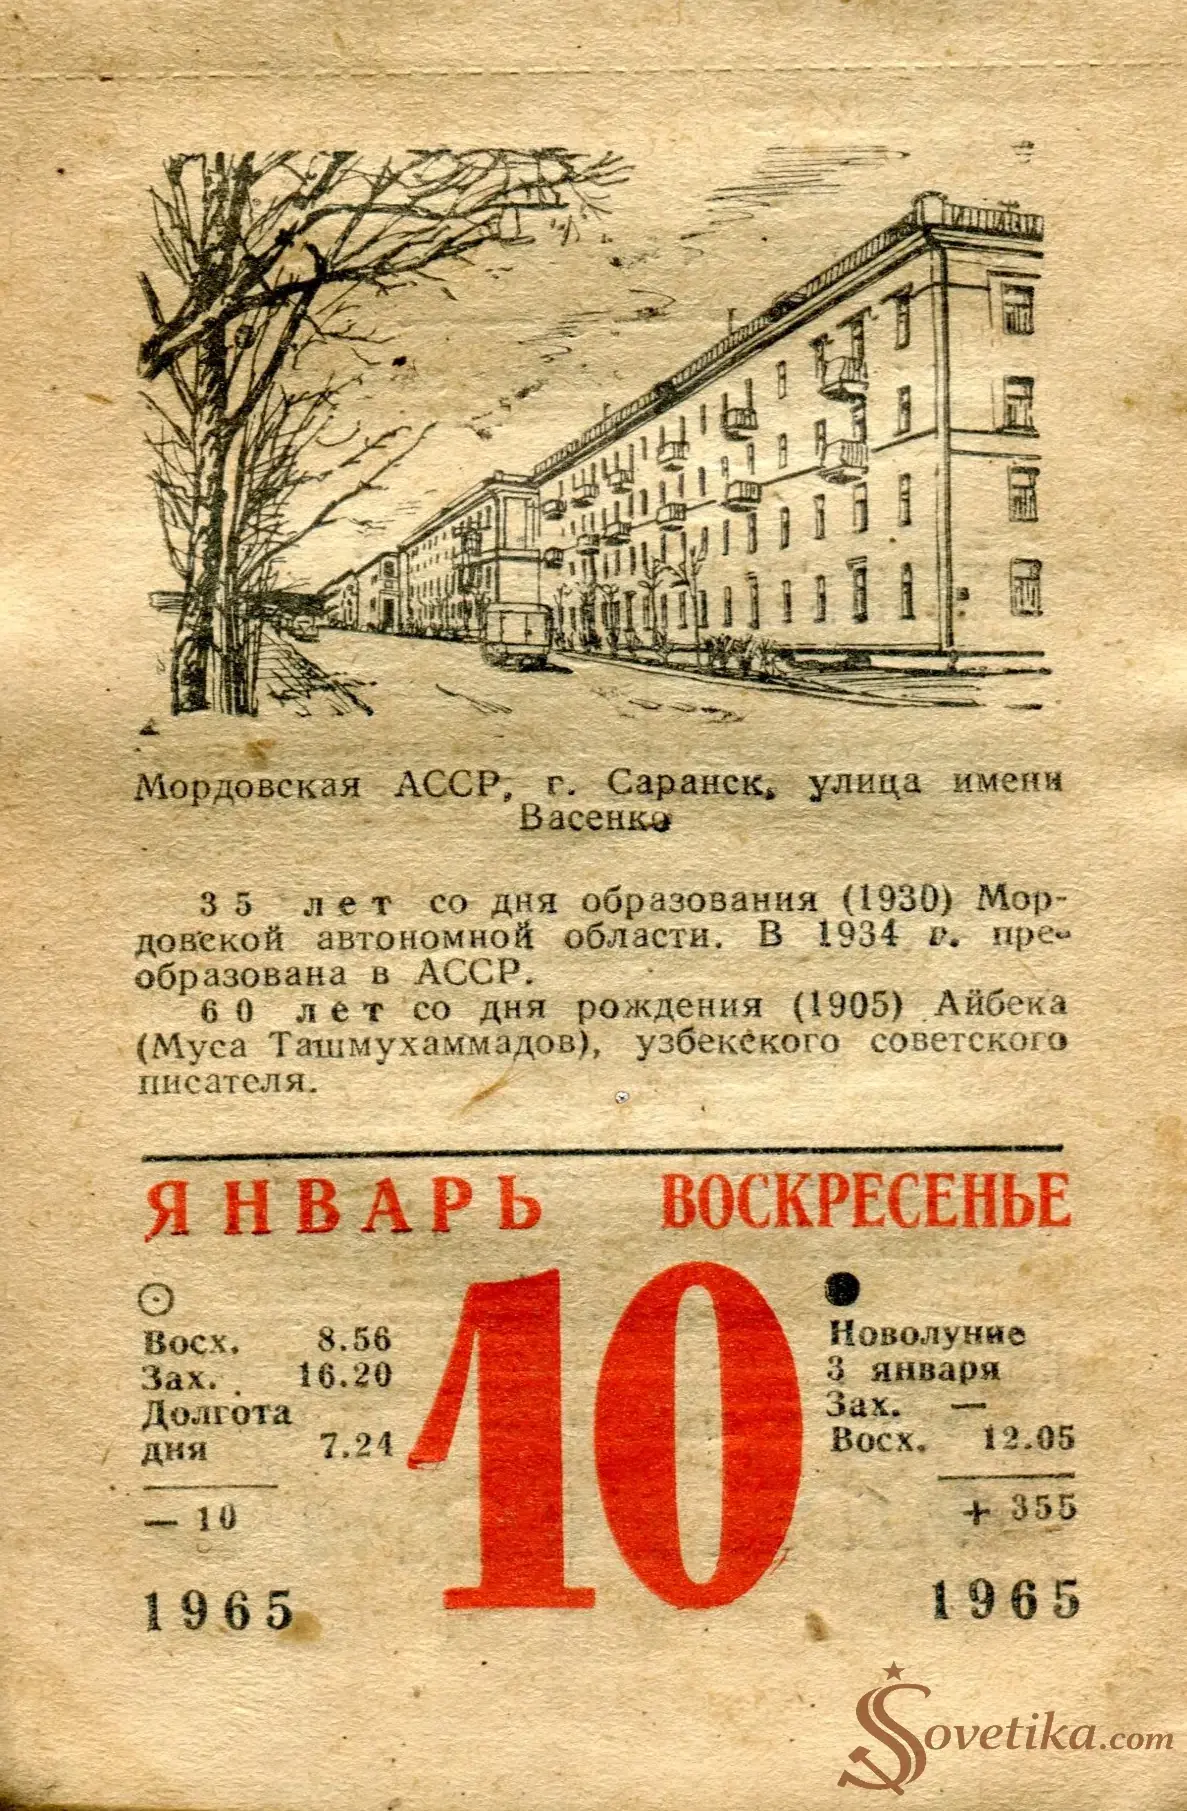 Мордовская АССР, г. Саранск, улица имени
Васенко
35 лет со дня образования (1930) Мор-
довской автономной области. В 1934 г. пре-
образована в АССР.
60 лет со дня рождения (1905) Айбека
(Муса Ташмухаммадов), узбекского советского
писателя.
ЯНВАРЬ ВОСКРЕСЕНЬЕ
10
Восх. 8.56
Зах. 16.20
Долгота
дня 7.24
— 10
1965
Новолуние
3 января
Зах. —
Восх. 12.05
+ 355
1965
Sovetika.com